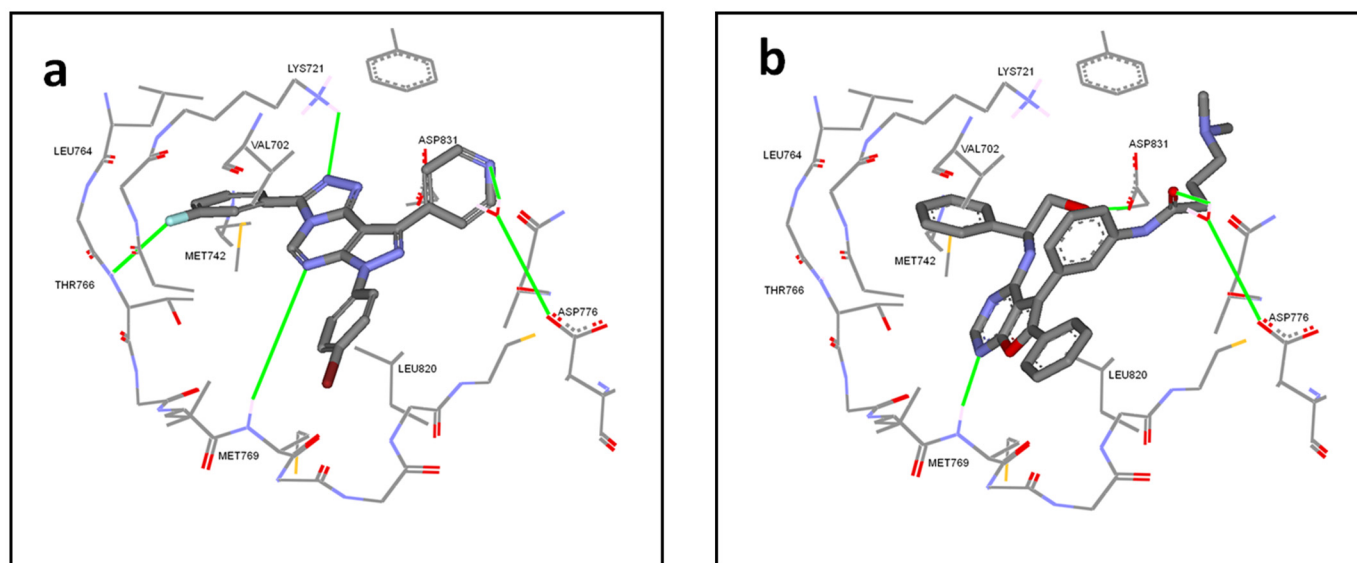 a
LYS721
LEU764
VAL702
ASP831
MET742
THR766
ASP776
LEU820
MET769
b
LYS721
LEU764
VAL702
ASP831
MET742
THR766
ASP776
LEU820
MET769